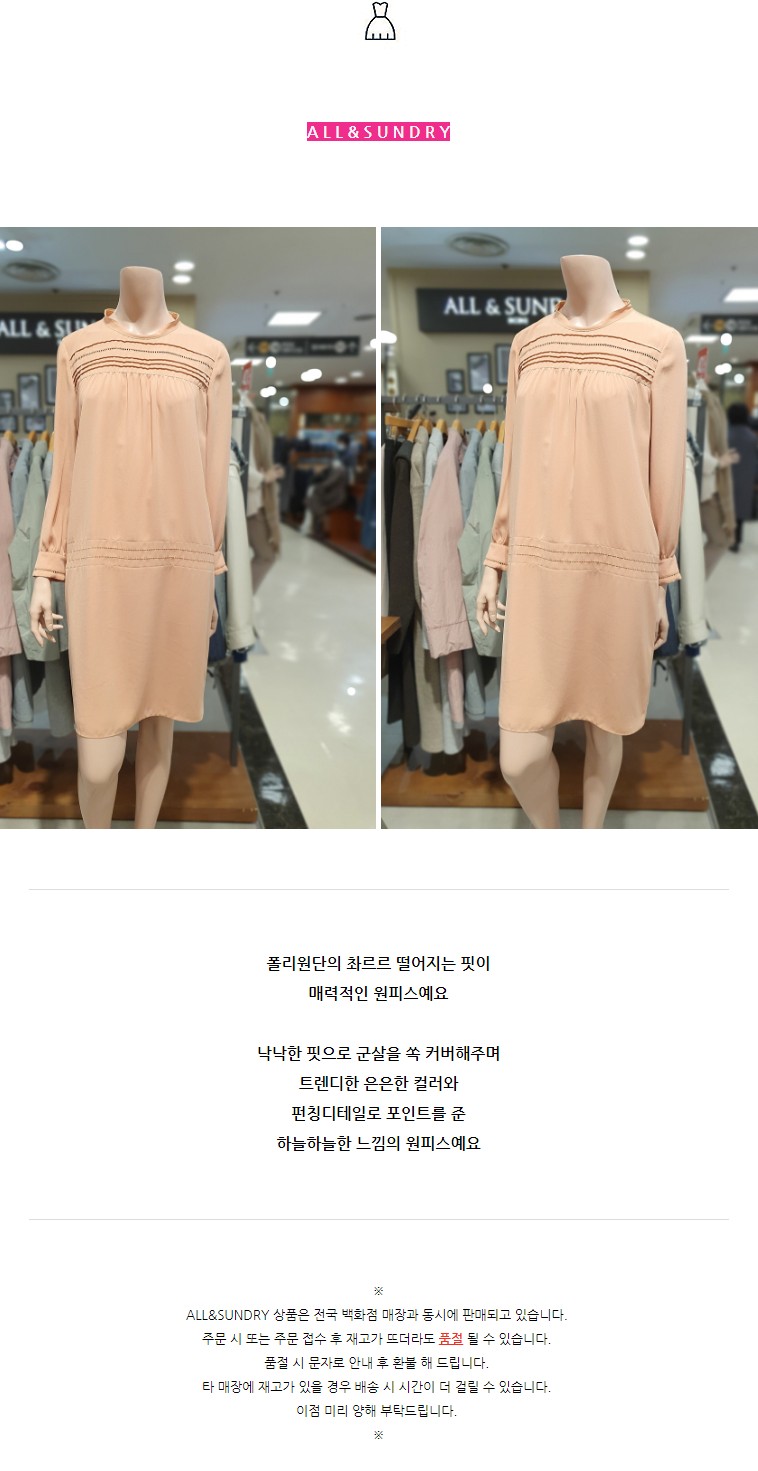 ALL&SUNDRY
ALL & SUN
ALL & SUND
폴리원단의 촤르르 떨어지는 핏이
매력적인 원피스예요
낙낙한 핏으로 군살을 쏙 커버해주며
트렌디한 은은한 컬러와
펀칭디테일로 포인트를 준
하늘하늘한 느낌의 원피스예요
※
ALL&SUNDRY 상품은 전국 백화점 매장과 동시에 판매되고 있습니다.
주문 시 또는 주문 접수 후 재고가 뜨더라도 품절 될 수 있습니다.
품절 시 문자로 안내 후 환불 해 드립니다.
타 매장에 재고가 있을 경우 배송 시 시간이 더 걸릴 수 있습니다.
이점 미리 양해 부탁드립니다.
※